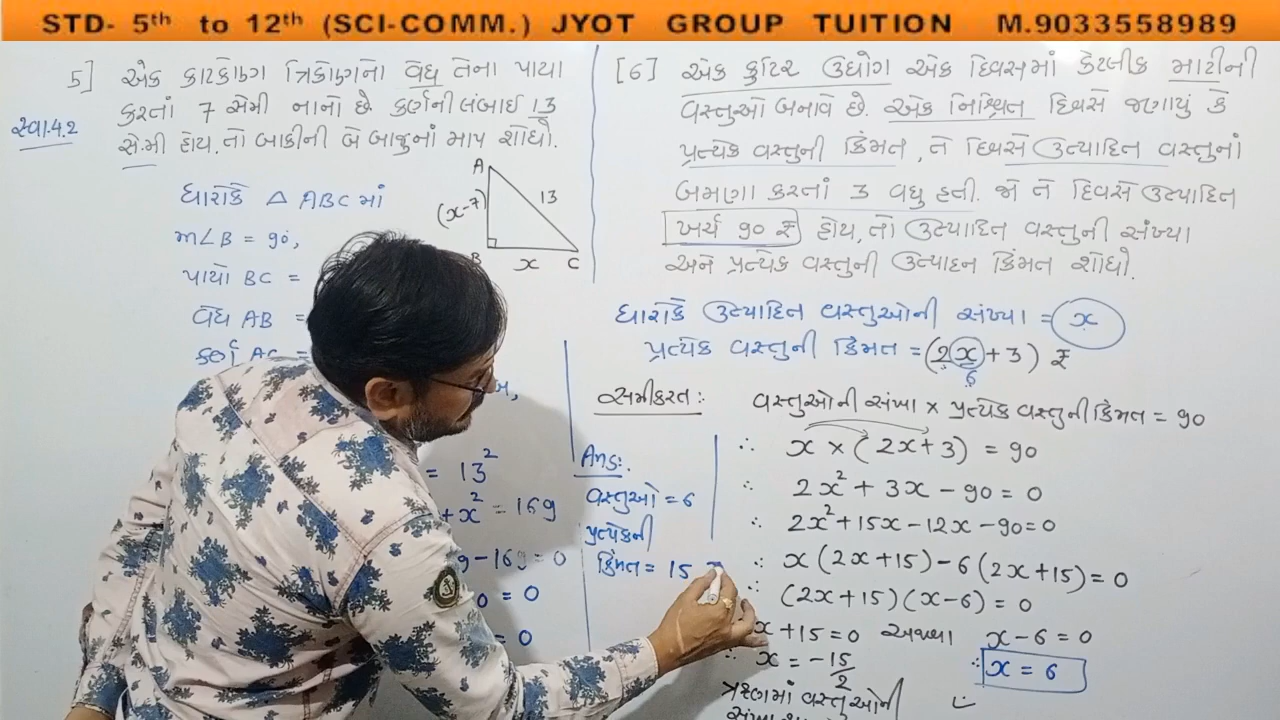 STD- 5th to 12th (SCI-COMM.) JYOT GROUP TUITION M.9033558989
5] એક કાટકોણ ત્રિકોણનો વેધ તેના પાયા
કરતાં 7 સેમી નાનો છે. કર્ણની લંબાઈ 13
સે.મી હોય, તો બાકીની બે બાજુનાં માપ શોધો.
સ્વા.4.2
ધારોકે △ ABC માં
m∠B = 90°,
પાયો BC =
વેધ AB =
કર્ણ AC =
A
(x-7)
13
B x C
= 13²
+x² = 169
9-169=0
0 = 0
= 0
[6] એક કુટિર ઉદ્યોગ એક દિવસમાં કેટલીક માટીની
વસ્તુઓ બનાવે છે. એક નિશ્ચિત દિવસે જણાયું કે
પ્રત્યેક વસ્તુની કિંમત, તે દિવસે ઉત્પાદિત વસ્તુનાં
બમણા કરતાં 3 વધુ હતી. જો તે દિવસે ઉત્પાદિત
ખર્ચ 90 ₹ હોય, તો ઉત્પાદિત વસ્તુની સંખ્યા
અને પ્રત્યેક વસ્તુની ઉત્પાદન કિંમત શોધો.
ધારોકે ઉત્પાદિત વસ્તુઓની સંખ્યા = x
પ્રત્યેક વસ્તુની કિંમત = (2x+3) ₹
6
સમીકરણ: વસ્તુઓની સંખા × પ્રત્યેક વસ્તુની કિંમત = 90
∴ x × (2x+3) = 90
∴ 2x² + 3x - 90 = 0
∴ 2x²+15x-12x-90=0
∴ x(2x+15)-6(2x+15)=0
∴ (2x+15)(x-6)=0
x+15=0 અથવા x-6=0
∴ x = -15/2 ∴ x = 6
ઋણમાં વસ્તુઓની
Ans:
વસ્તુઓ = 6
પ્રત્યેકની
કિંમત = 15